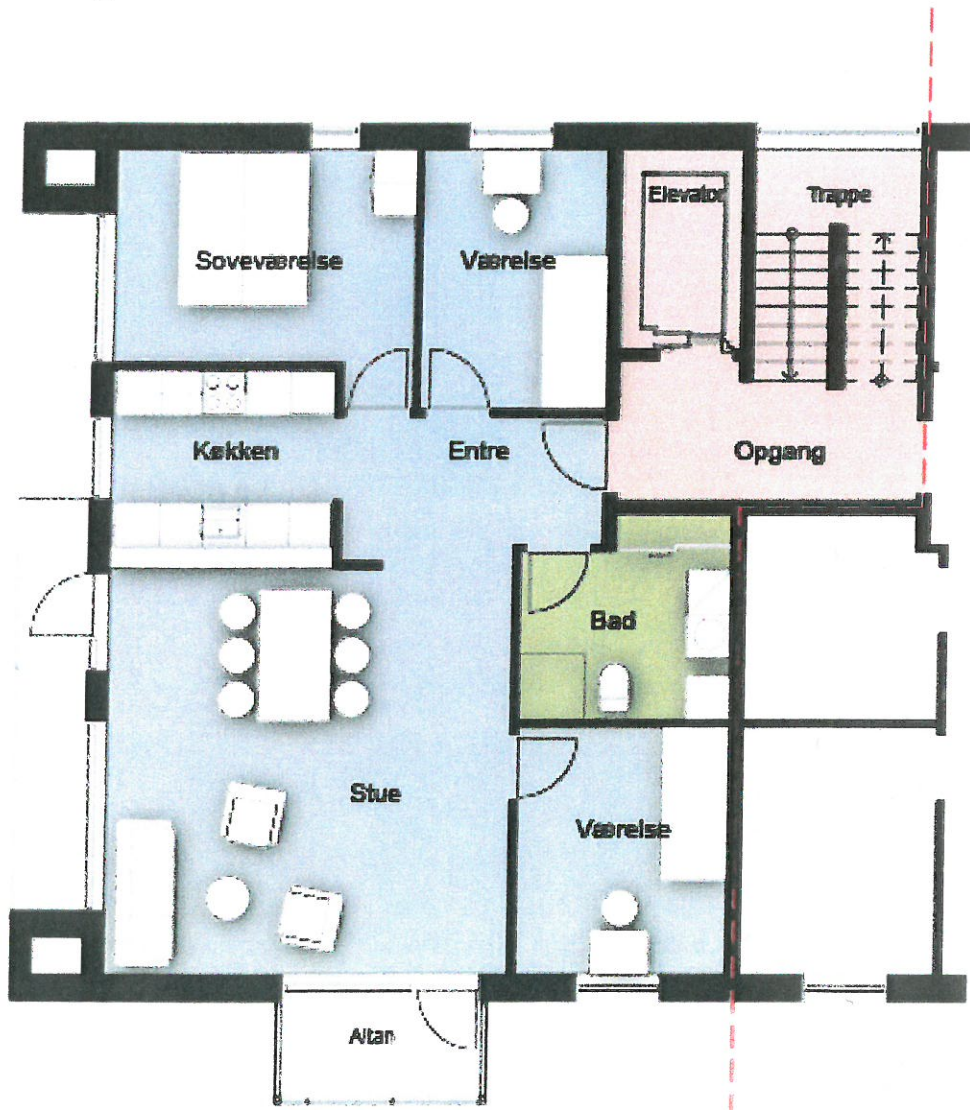 Elevator
Trappe
Soveværelse
Værelse
Køkken
Entre
Opgang
Bad
Stue
Værelse
Altan